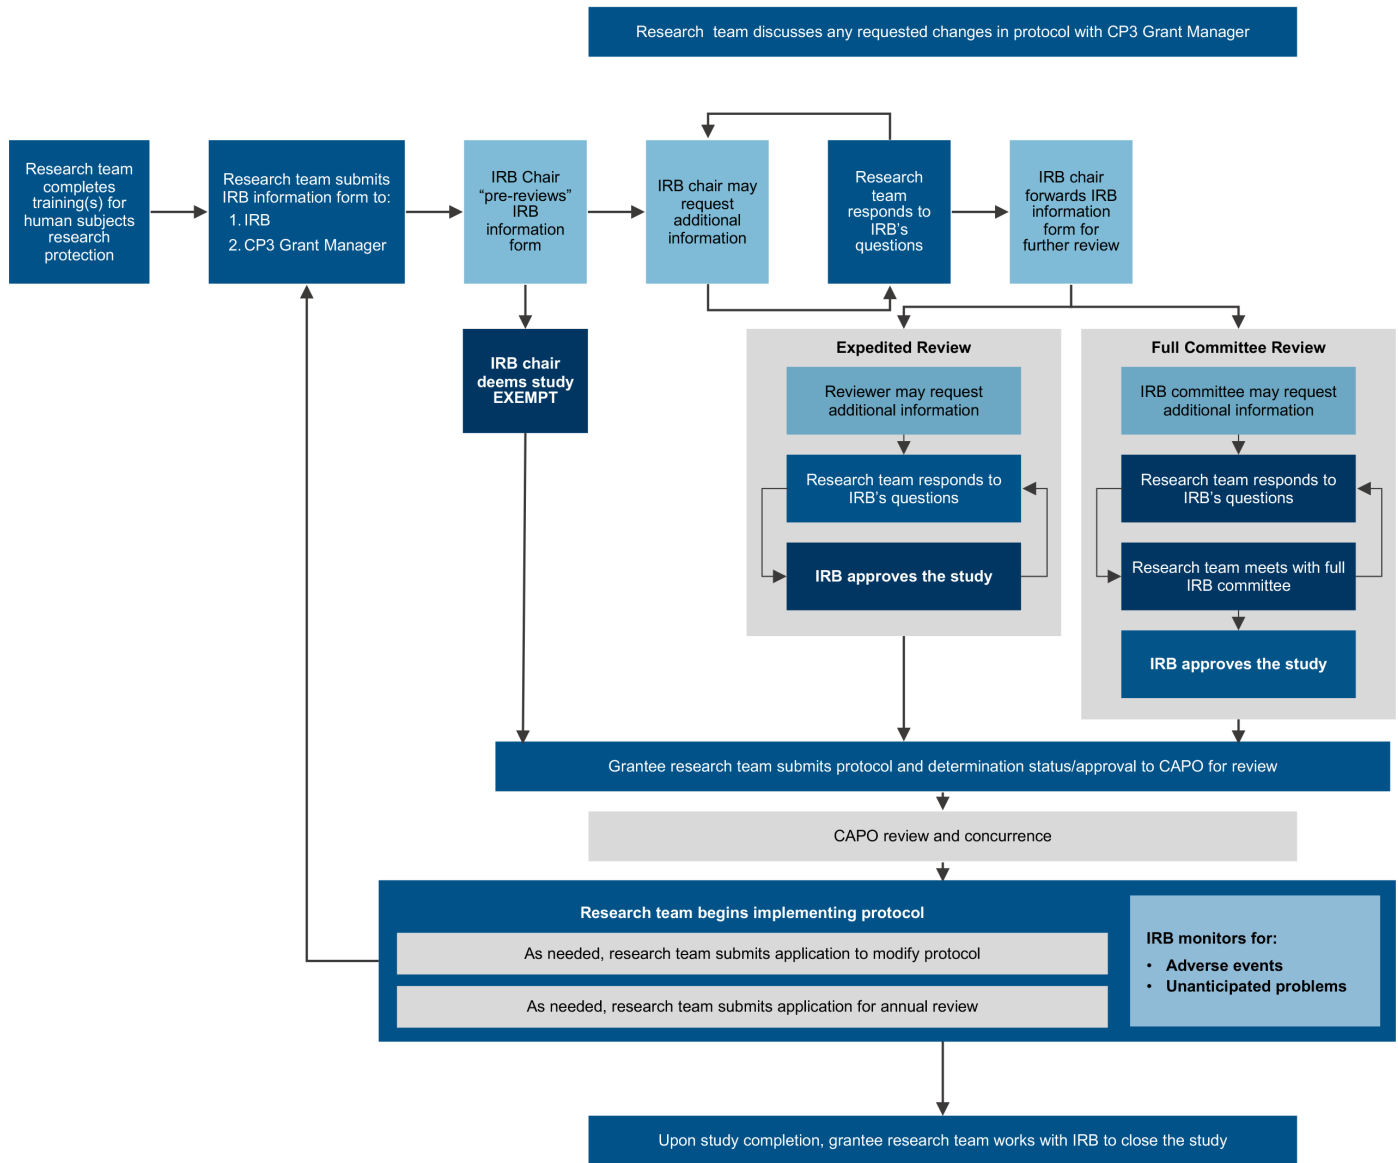 Research team discusses any requested changes in protocol with CP3 Grant Manager
Research team
completes
training(s) for
human subjects
research
protection
Research team submits
IRB information form to:
1. IRB
2. CP3 Grant Manager
IRB Chair
“pre-reviews”
IRB
information
form
IRB chair may
request
additional
information
Research
team
responds to
IRB’s
questions
IRB chair
forwards IRB
information
form for
further review
IRB chair
deems study
EXEMPT
Expedited Review
Reviewer may request
additional information
Research team responds to
IRB’s questions
IRB approves the study
Full Committee Review
IRB committee may request
additional information
Research team responds to
IRB’s questions
Research team meets with full
IRB committee
IRB approves the study
Grantee research team submits protocol and determination status/approval to CAPO for review
CAPO review and concurrence
Research team begins implementing protocol
As needed, research team submits application to modify protocol
As needed, research team submits application for annual review
IRB monitors for:
• Adverse events
• Unanticipated problems
Upon study completion, grantee research team works with IRB to close the study